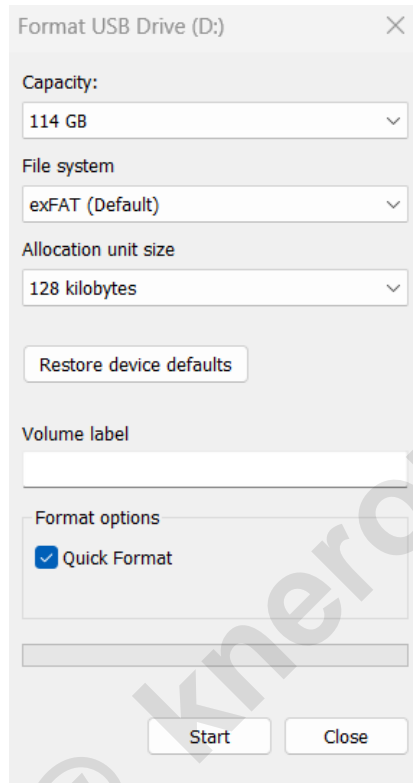 Format USB Drive (D:)
Capacity:
114 GB
File system
exFAT (Default)
Allocation unit size
128 kilobytes
Restore device defaults
Volume label
Format options
Quick Format
Start
Close